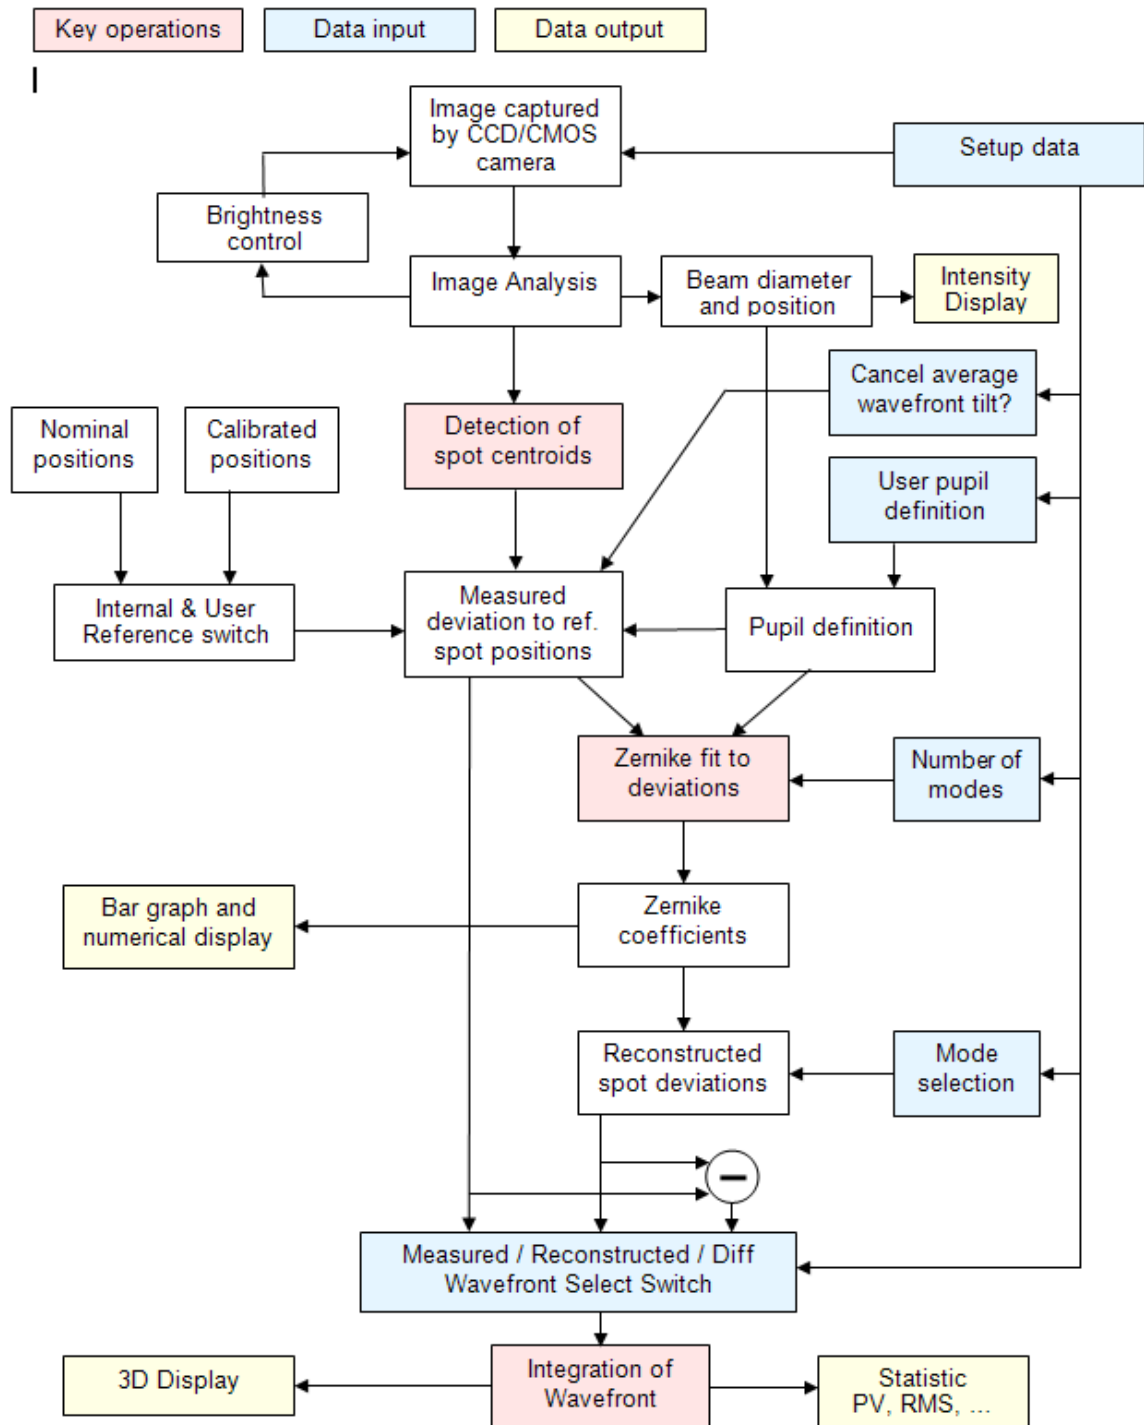 Key operations
Data input
Data output
Image captured
by CCD/CMOS
camera
Setup data
Brightness
control
Image Analysis
Beam diameter
and position
Intensity
Display
Cancel average
wavefront tilt?
Nominal
positions
Calibrated
positions
Detection of
spot centroids
User pupil
definition
Internal & User
Reference switch
Measured
deviation to ref.
spot positions
Pupil definition
Zernike fit to
deviations
Number of
modes
Bar graph and
numerical display
Zernike
coefficients
Reconstructed
spot deviations
Mode
selection
Measured / Reconstructed / Diff
Wavefront Select Switch
3D Display
Integration of
Wavefront
Statistic
PV, RMS, ...